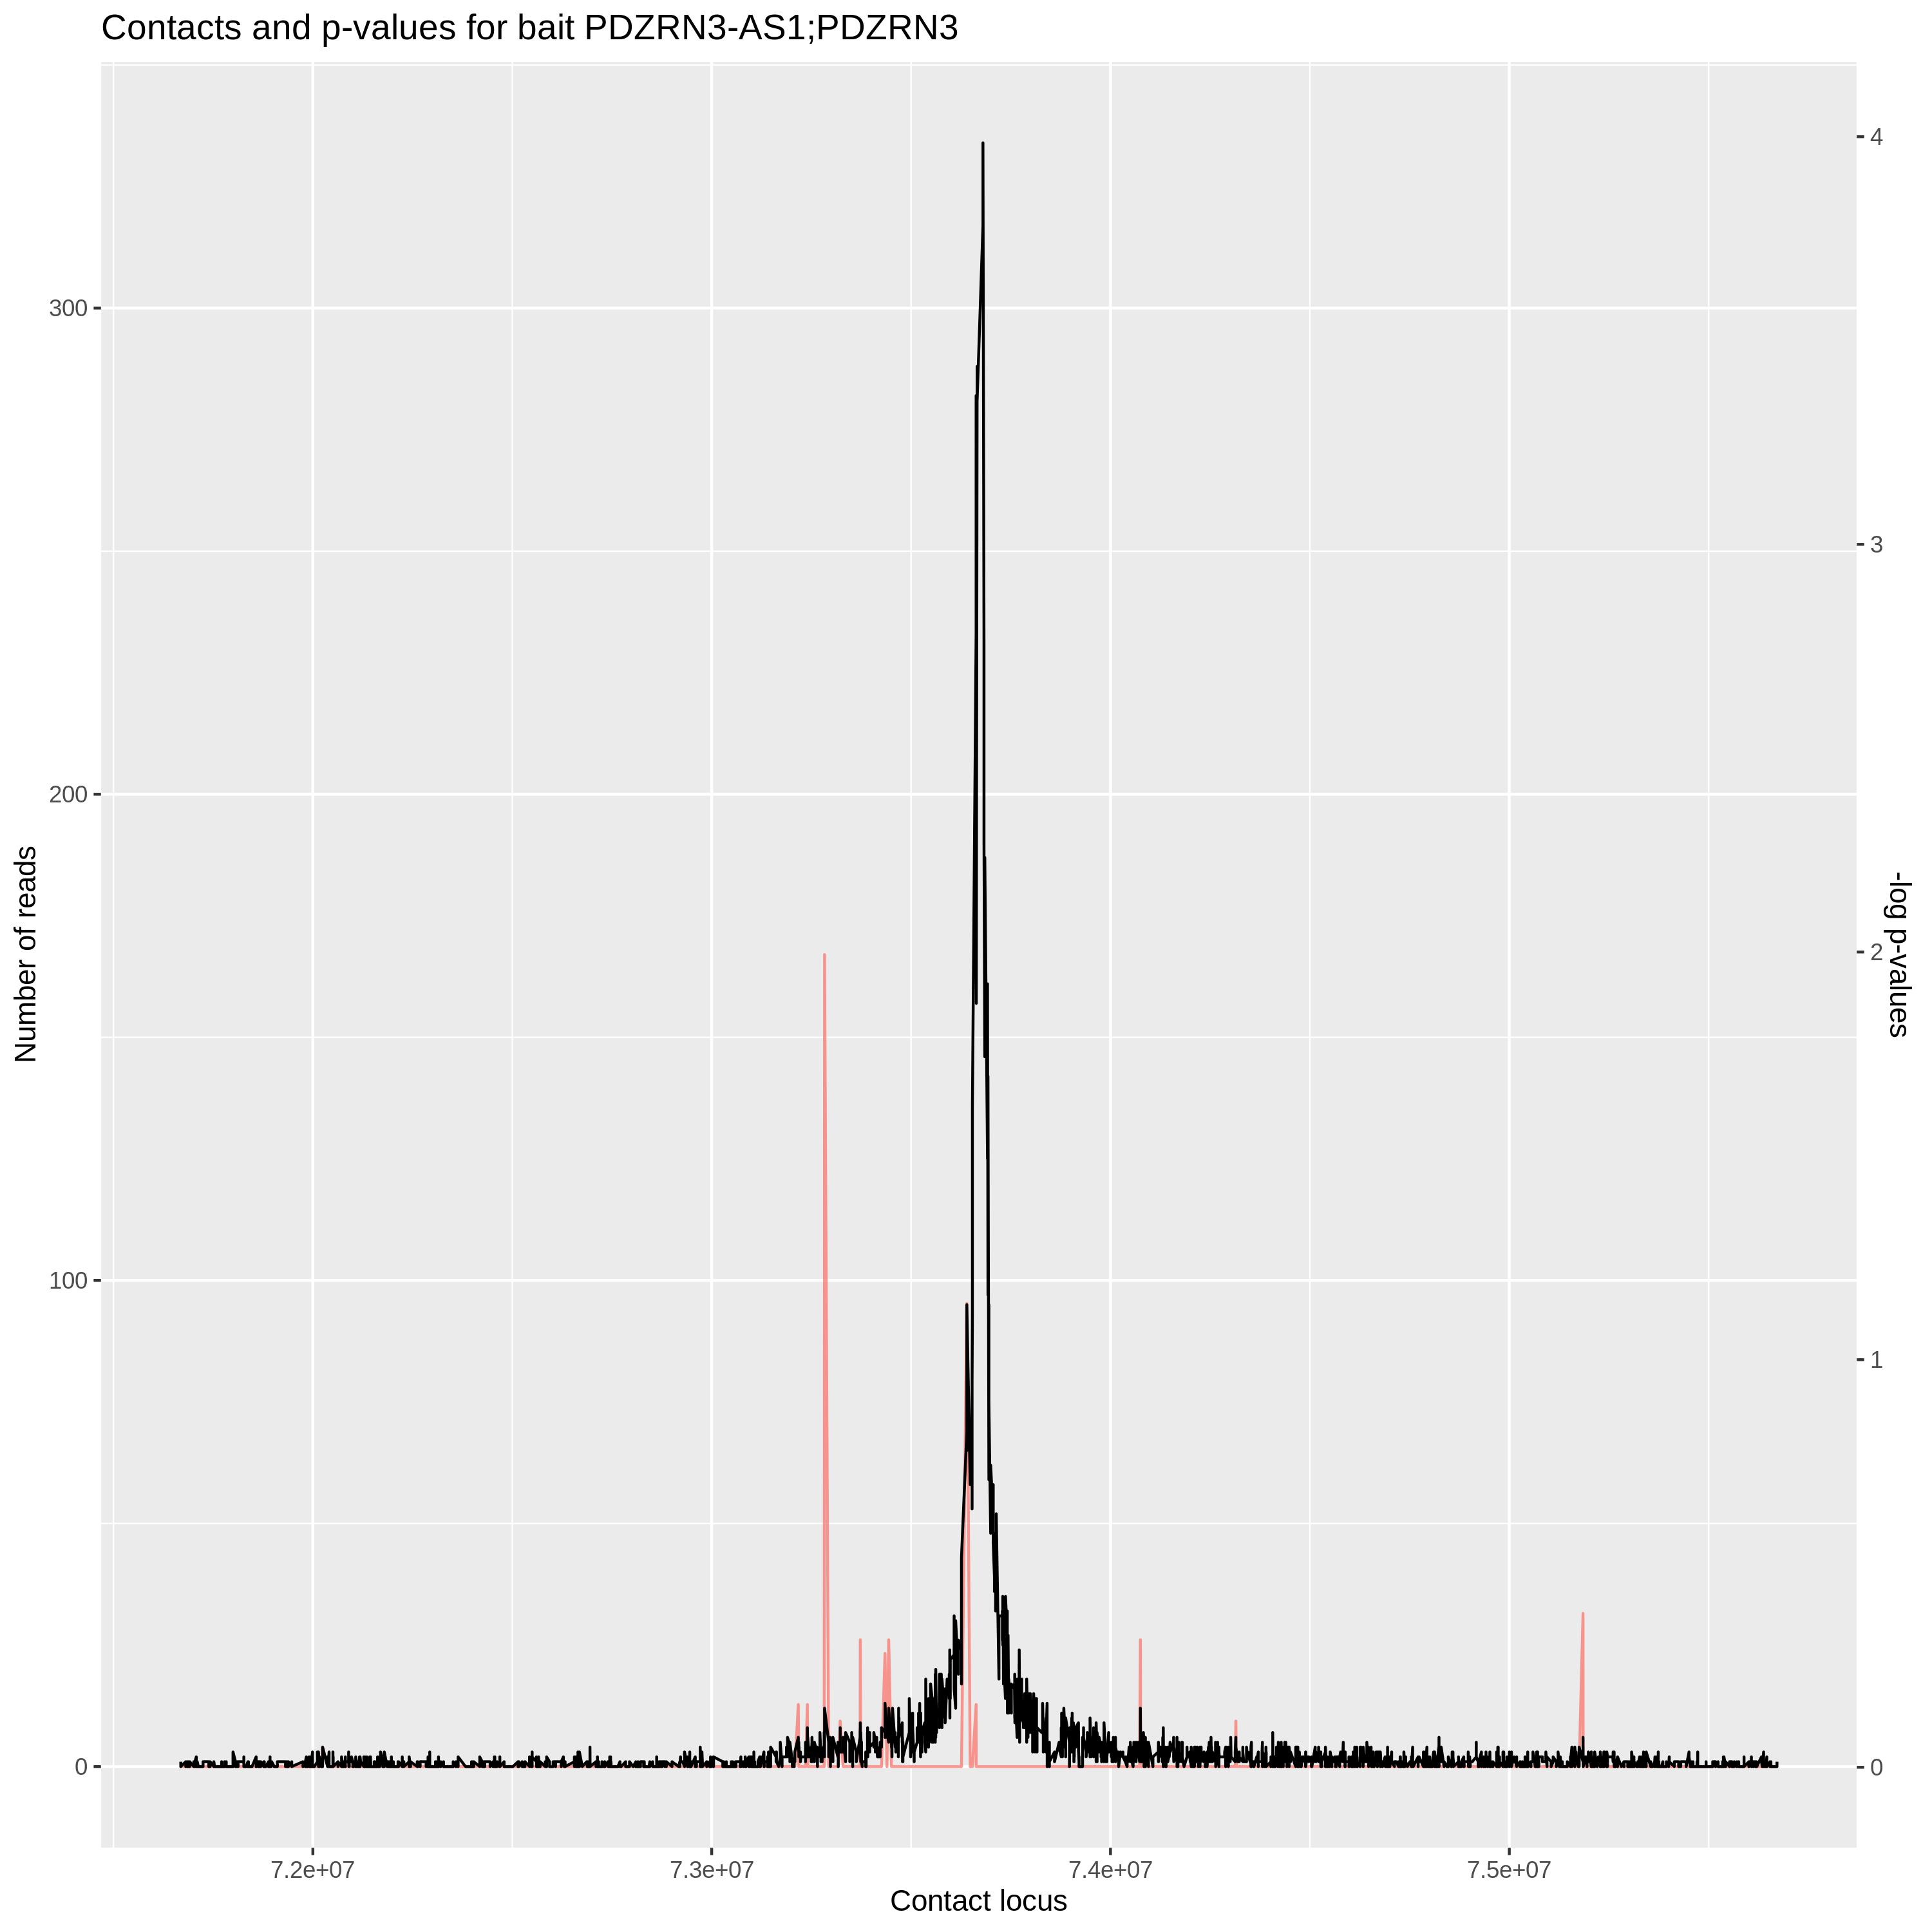 Contacts and p-values for bait PDZRN3-AS1;PDZRN3
Number of reads
300
200
100
0
4
3
2
1
0
-log p-values
7.2e+07
7.3e+07
7.4e+07
7.5e+07
Contact locus